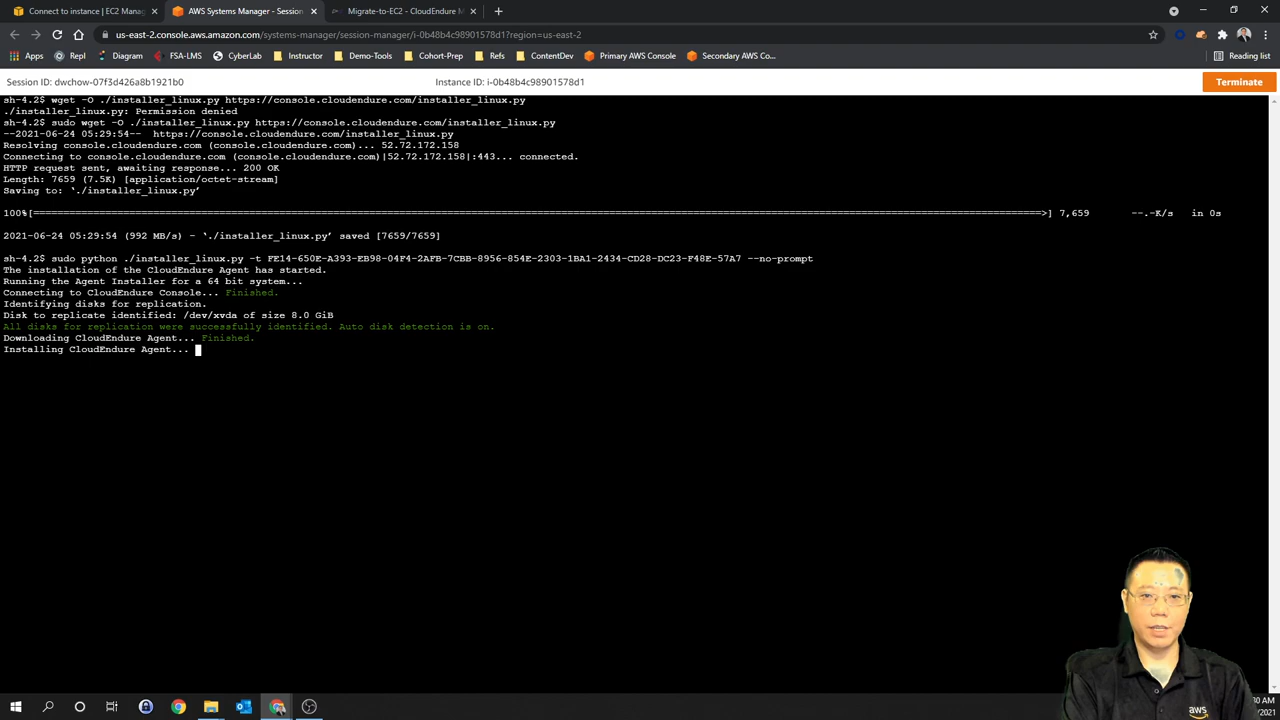 Connect to instance | EC2 Manag
AWS Systems Manager - Session
Migrate-to-EC2 - CloudEndure M
us-east-2.console.aws.amazon.com/systems-manager/session-manager/i-0b48b4c98901578d1?region=us-east-2
Apps
Repl
Diagram
FSA-LMS
CyberLab
Instructor
Demo-Tools
Cohort-Prep
Refs
ContentDev
Primary AWS Console
Secondary AWS Co...
Reading list
Session ID: dwchow-07f3d426a8b1921b0
Instance ID: i-0b48b4c98901578d1
Terminate
sh-4.2$ wget -O ./installer_linux.py https://console.cloudendure.com/installer_linux.py
./installer_linux.py: Permission denied
sh-4.2$ sudo wget -O ./installer_linux.py https://console.cloudendure.com/installer_linux.py
--2021-06-24 05:29:54--  https://console.cloudendure.com/installer_linux.py
Resolving console.cloudendure.com (console.cloudendure.com)... 52.72.172.158
Connecting to console.cloudendure.com (console.cloudendure.com)|52.72.172.158|:443... connected.
HTTP request sent, awaiting response... 200 OK
Length: 7659 (7.5K) [application/octet-stream]
Saving to: ‘./installer_linux.py’
100%[======================================>] 7,659 --.-K/s in 0s
2021-06-24 05:29:54 (992 MB/s) - ‘./installer_linux.py’ saved [7659/7659]
sh-4.2$ sudo python ./installer_linux.py -t FE14-650E-A393-EB98-04F4-2AFB-7CBB-8956-854E-2303-1BA1-2434-CD28-DC23-F48E-57A7 --no-prompt
The installation of the CloudEndure Agent has started.
Running the Agent Installer for a 64 bit system...
Connecting to CloudEndure Console... Finished.
Identifying disks for replication.
Disk to replicate identified: /dev/xvda of size 8.0 GiB
All disks for replication were successfully identified. Auto disk detection is on.
Downloading CloudEndure Agent... Finished.
Installing CloudEndure Agent...
aws